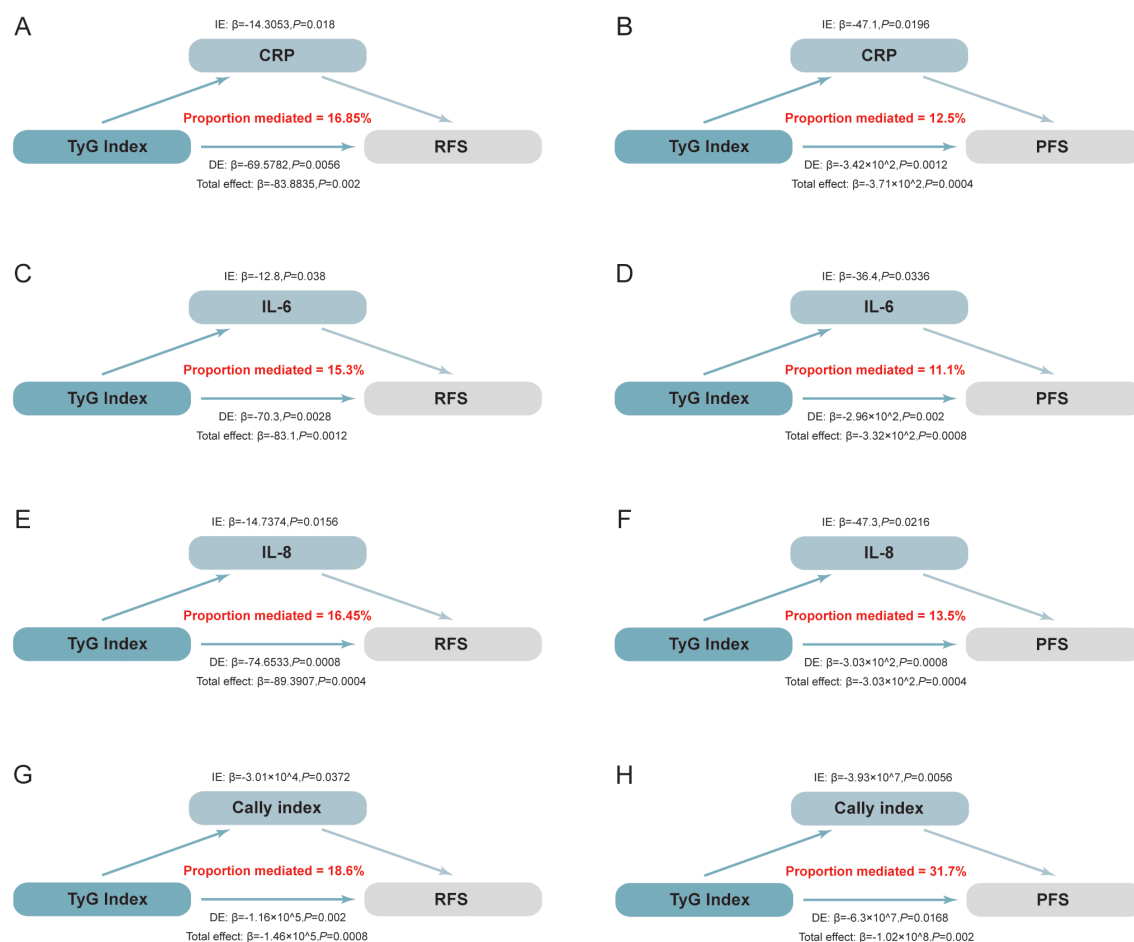 A
IE: β=-14.3053,P=0.018
CRP
Proportion mediated = 16.85%
TyG Index
RFS
DE: β=-69.5782,P=0.0056
Total effect: β=-83.8835,P=0.002
B
IE: β=-47.1,P=0.0196
CRP
Proportion mediated = 12.5%
TyG Index
PFS
DE: β=-3.42×10^2,P=0.0012
Total effect: β=-3.71×10^2,P=0.0004
C
IE: β=-12.8,P=0.038
IL-6
Proportion mediated = 15.3%
TyG Index
RFS
DE: β=-70.3,P=0.0028
Total effect: β=-83.1,P=0.0012
D
IE: β=-36.4,P=0.0336
IL-6
Proportion mediated = 11.1%
TyG Index
PFS
DE: β=-2.96×10^2,P=0.002
Total effect: β=-3.32×10^2,P=0.0008
E
IE: β=-14.7374,P=0.0156
IL-8
Proportion mediated = 16.45%
TyG Index
RFS
DE: β=-74.6533,P=0.0008
Total effect: β=-89.3907,P=0.0004
F
IE: β=-47.3,P=0.0216
IL-8
Proportion mediated = 13.5%
TyG Index
PFS
DE: β=-3.03×10^2,P=0.0008
Total effect: β=-3.03×10^2,P=0.0004
G
IE: β=-3.01×10^4,P=0.0372
Cally index
Proportion mediated = 18.6%
TyG Index
RFS
DE: β=-1.16×10^5,P=0.002
Total effect: β=-1.46×10^5,P=0.0008
H
IE: β=-3.93×10^7,P=0.0056
Cally index
Proportion mediated = 31.7%
TyG Index
PFS
DE: β=-6.3×10^7,P=0.0168
Total effect: β=-1.02×10^8,P=0.002